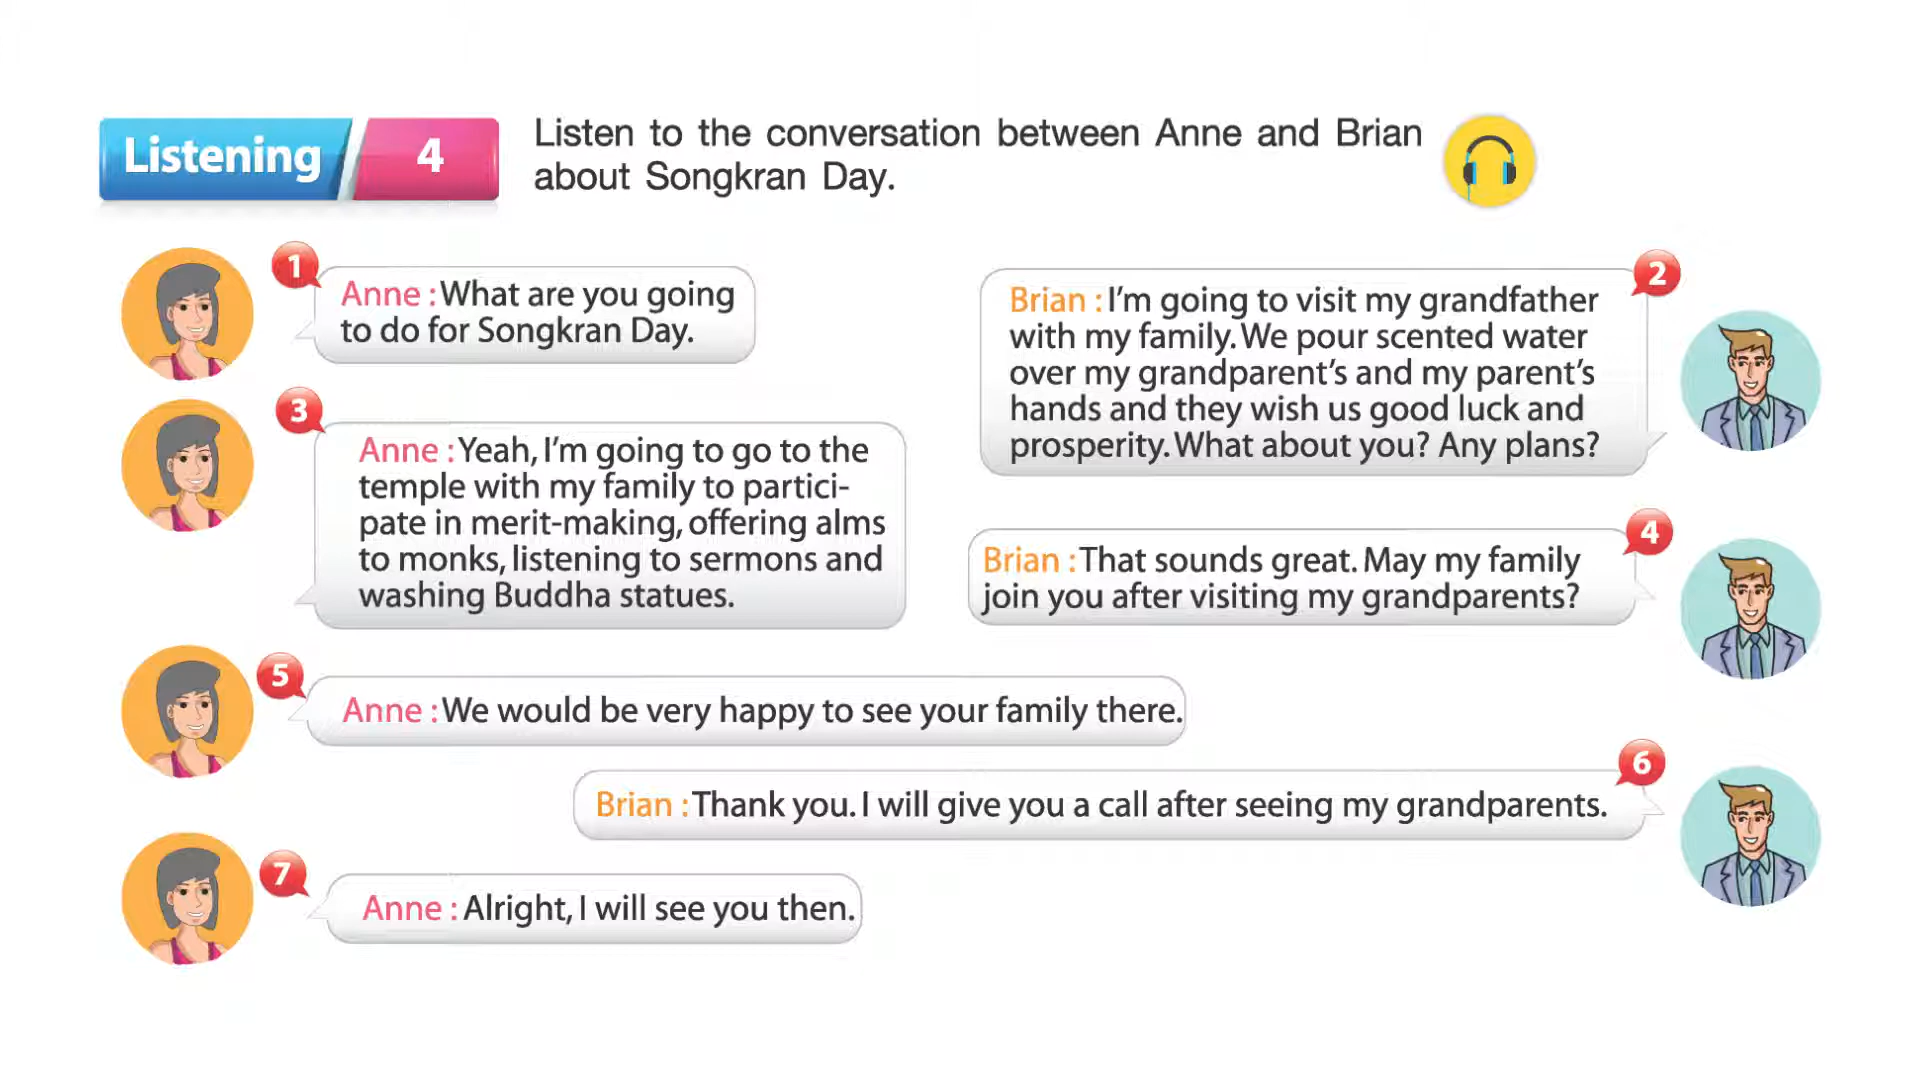 Listening 4
Listen to the conversation between Anne and Brian
about Songkran Day.
1
Anne : What are you going
to do for Songkran Day.
2
Brian : I'm going to visit my grandfather
with my family. We pour scented water
over my grandparent's and my parent's
hands and they wish us good luck and
prosperity. What about you? Any plans?
3
Anne : Yeah, I'm going to go to the
temple with my family to partici-
pate in merit-making, offering alms
to monks, listening to sermons and
washing Buddha statues.
4
Brian : That sounds great. May my family
join you after visiting my grandparents?
5
Anne : We would be very happy to see your family there.
6
Brian : Thank you. I will give you a call after seeing my grandparents.
7
Anne : Alright, I will see you then.